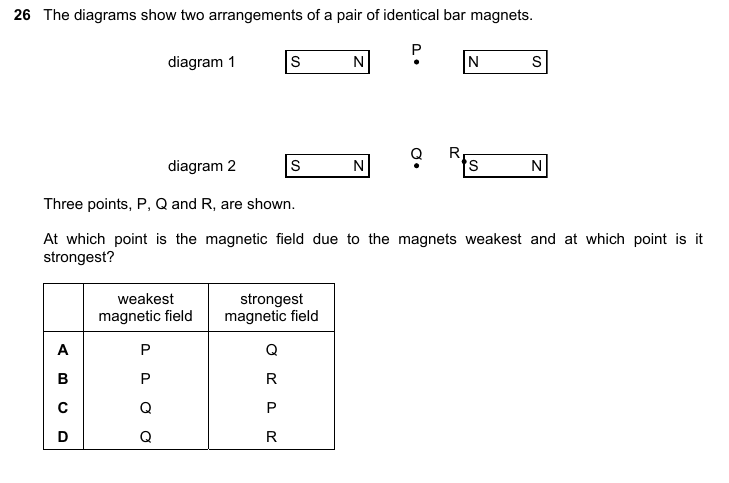 26 The diagrams show two arrangements of a pair of identical bar magnets.
P
diagram 1 S N N S
Q R
diagram 2 S N S N
Three points, P, Q and R, are shown.
At which point is the magnetic field due to the magnets weakest and at which point is it
strongest?
weakest strongest
magnetic field magnetic field
A P Q
B P R
C Q P
D Q R